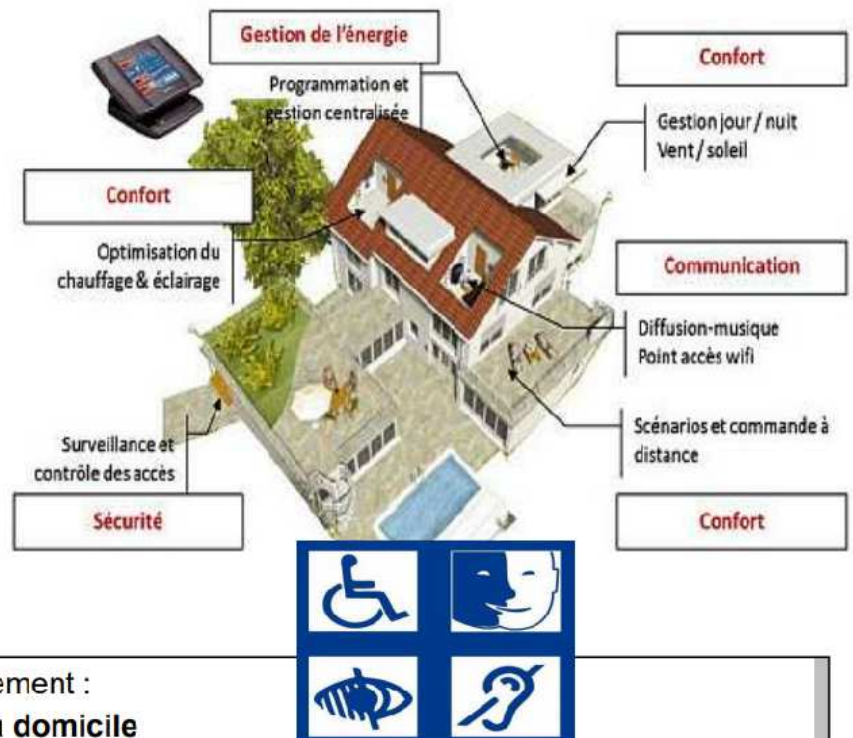 Gestion de l'énergie
Programmation et
gestion centralisée
Confort
Gestion jour / nuit
Vent / soleil
Confort
Optimisation du
chauffage & éclairage
Communication
Diffusion-musique
Point accès wifi
Scénarios et commande à
distance
Confort
Surveillance et
contrôle des accès
Sécurité
ement :
domicile